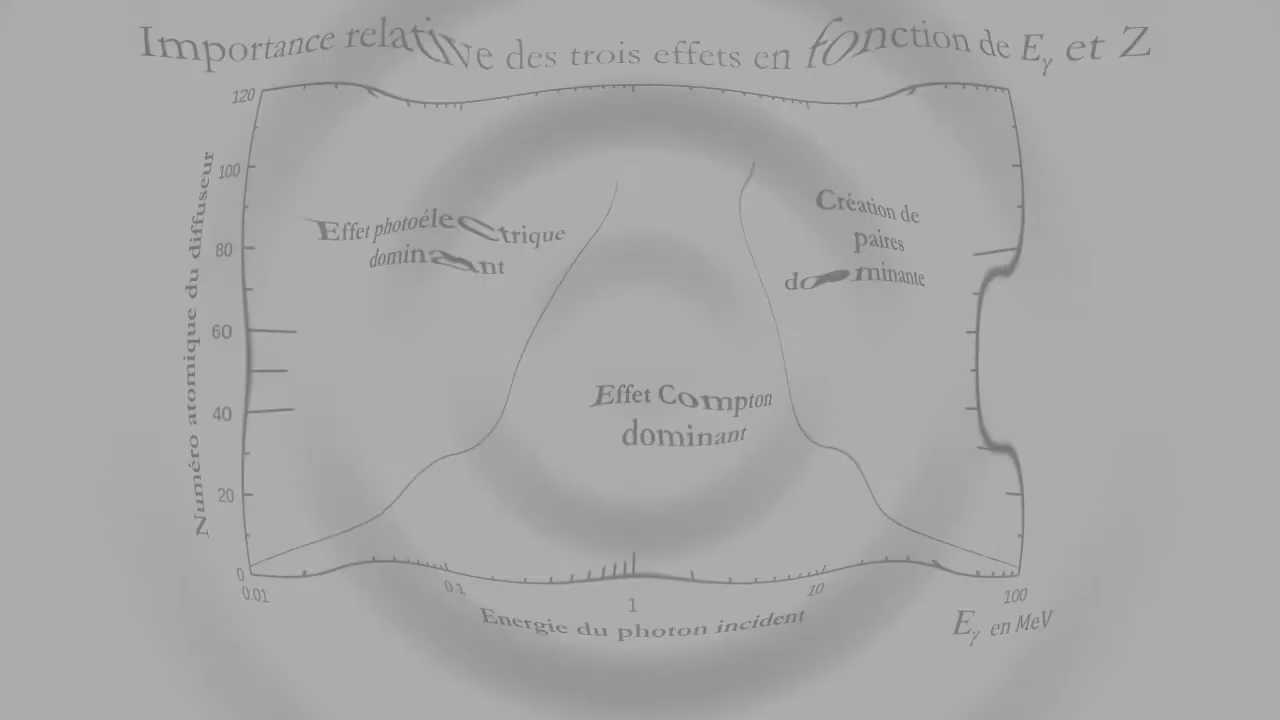 Importance relative des trois effets en fonction de Eγ et Z
120
100
80
60
40
20
0
Numéro atomique du diffuseur
Effet photoélectrique
dominant
Création de
paires
dominante
Effet Compton
dominant
0.01
0.1
1
10
100
Energie du photon incident
Eγ en MeV